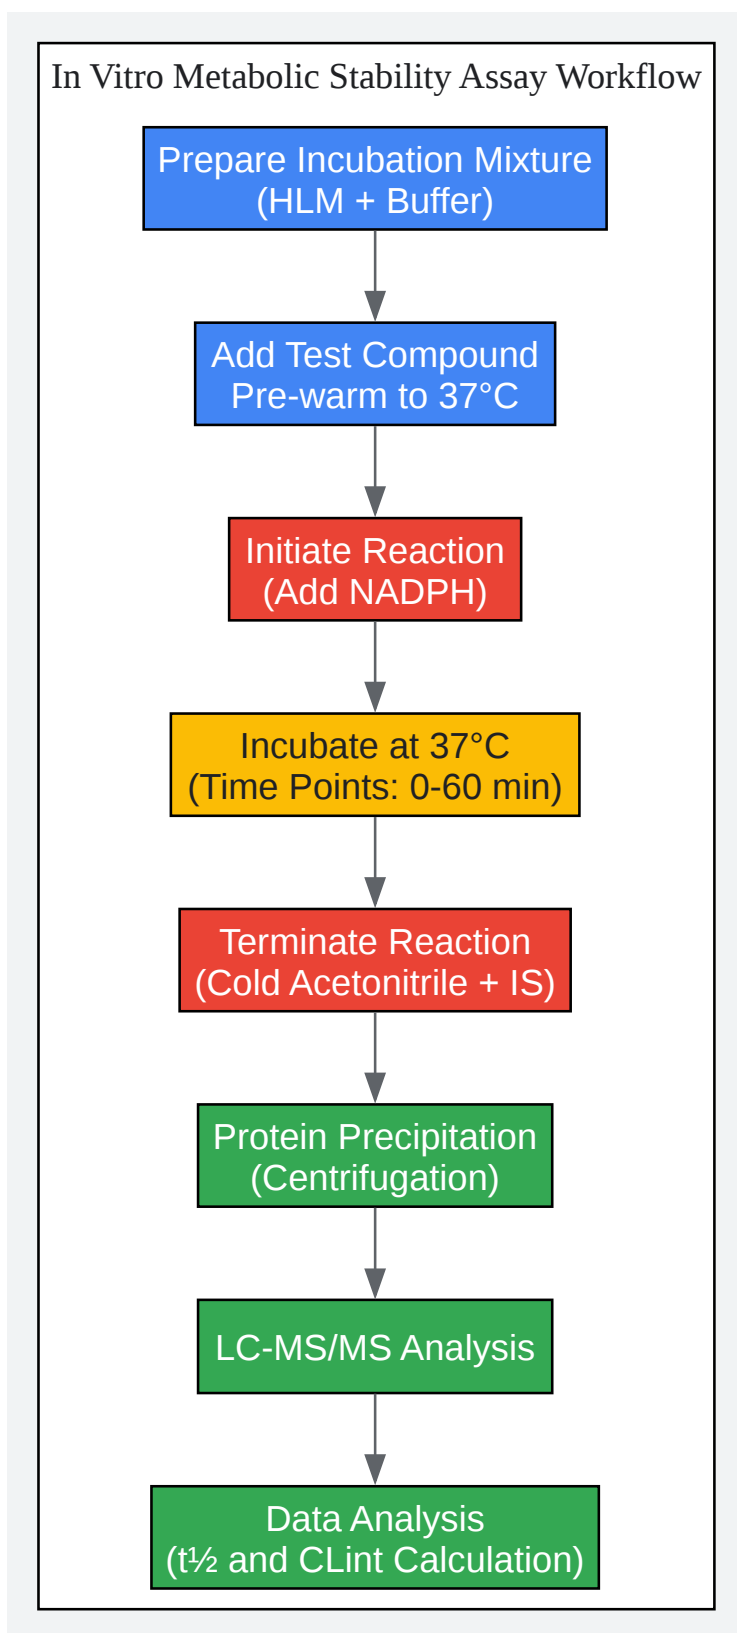 In Vitro Metabolic Stability Assay Workflow
Prepare Incubation Mixture
(HLM + Buffer)
Add Test Compound
Pre-warm to 37°C
Initiate Reaction
(Add NADPH)
Incubate at 37°C
(Time Points: 0-60 min)
Terminate Reaction
(Cold Acetonitrile + IS)
Protein Precipitation
(Centrifugation)
LC-MS/MS Analysis
Data Analysis
(t½ and CLint Calculation)